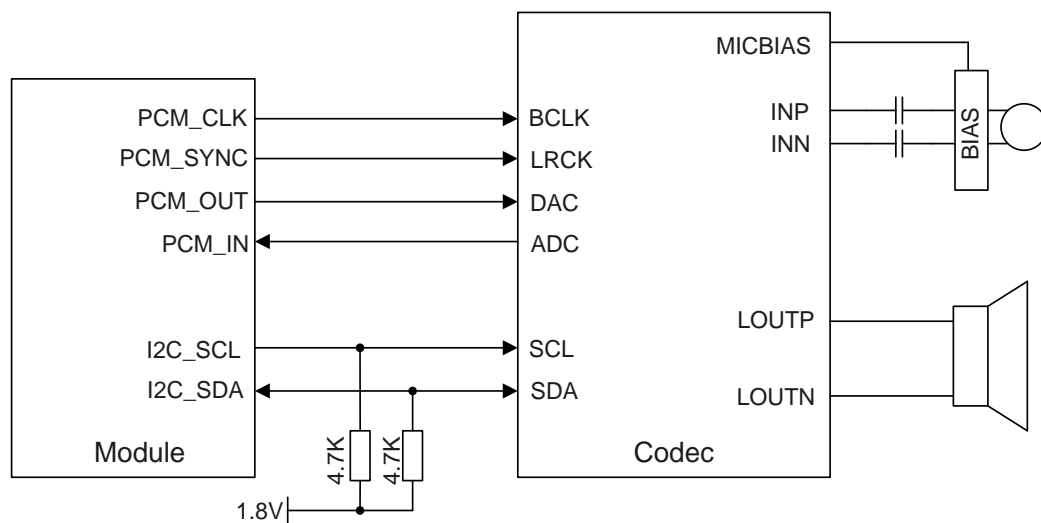 MICBIAS
PCM_CLK
BCLK
INP
INN
BIAS
PCM_SYNC
LRCK
PCM_OUT
DAC
PCM_IN
ADC
LOUTP
I2C_SCL
SCL
I2C_SDA
SDA
LOUTN
4.7K
4.7K
Module
Codec
1.8V